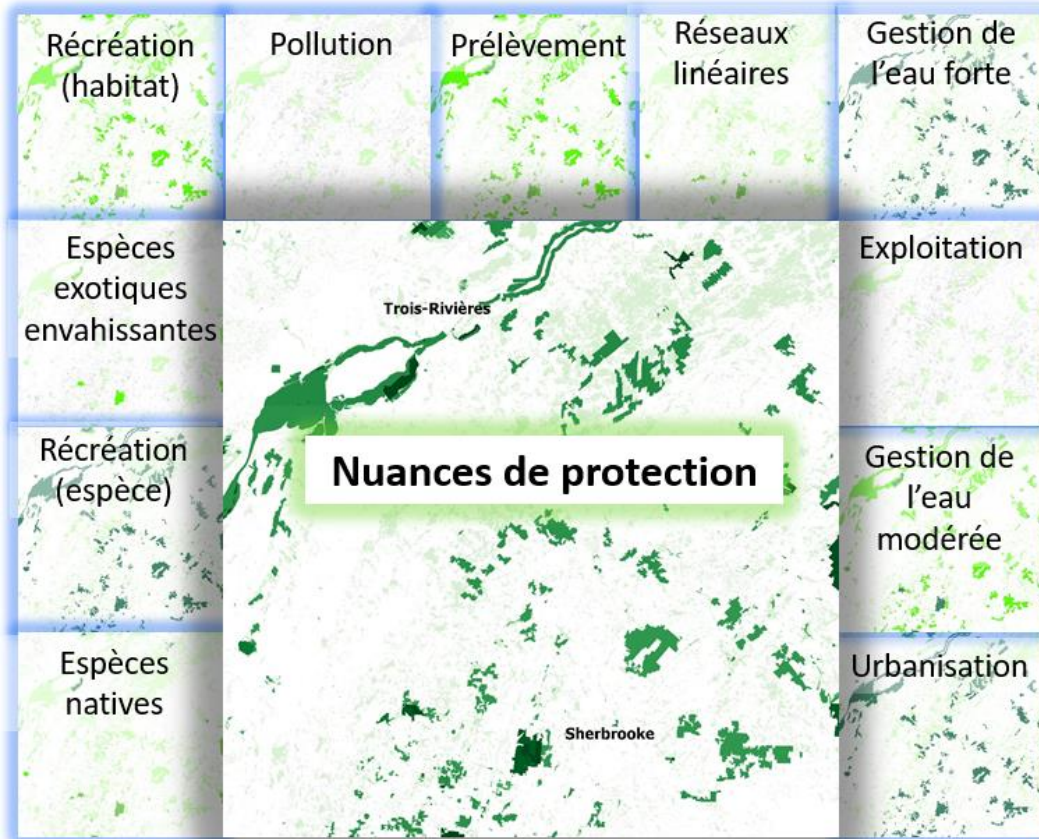 Récréation
(habitat)
Pollution
Prélèvement
Réseaux
linéaires
Gestion de
l'eau forte
Espèces
exotiques
envahissantes
Exploitation
Trois-Rivières
Récréation
(espèce)
Nuances de protection
Gestion de
l'eau
modérée
Espèces
natives
Urbanisation
Sherbrooke